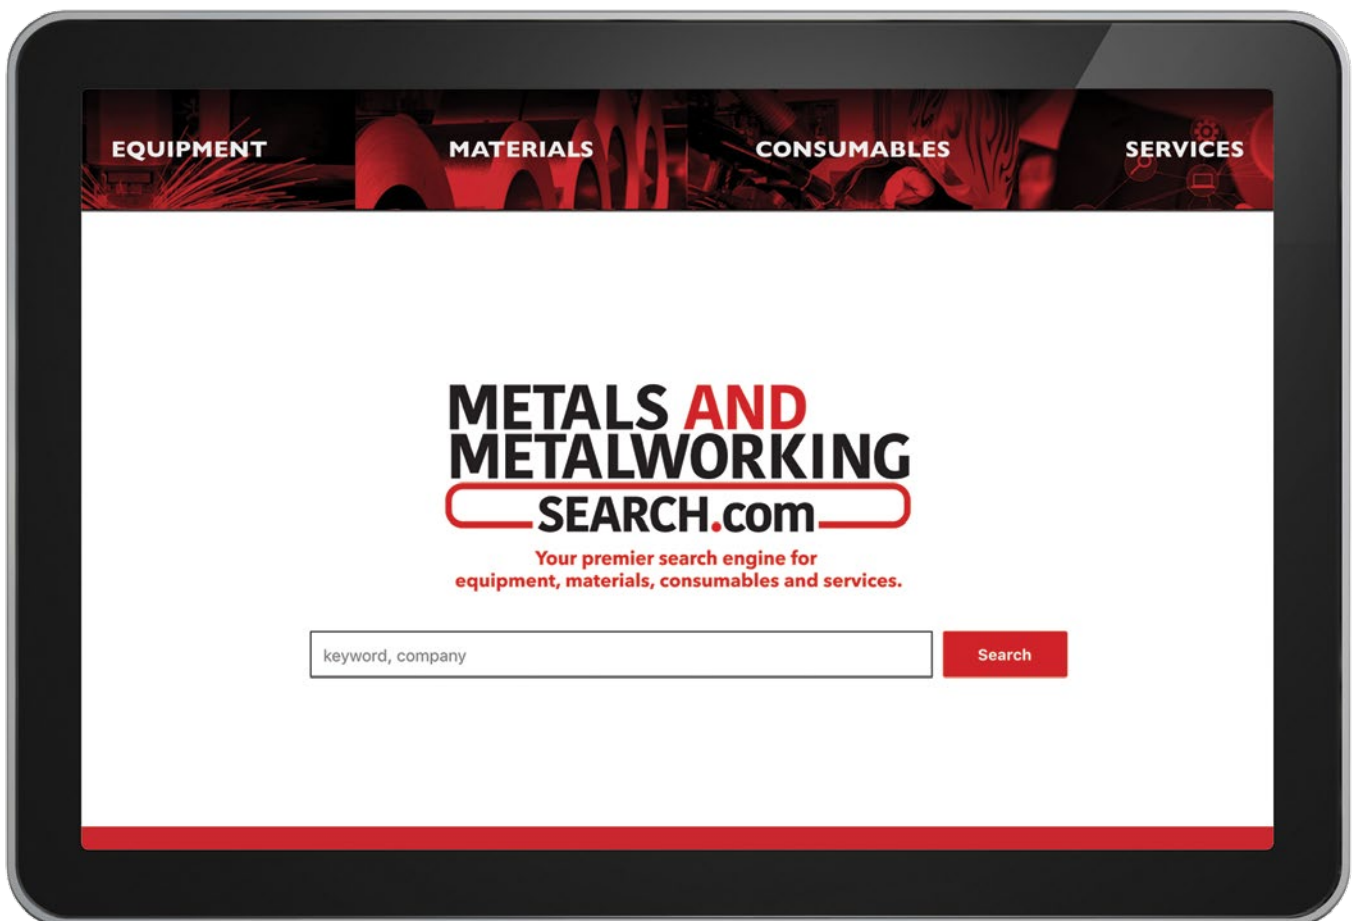 EQUIPMENT MATERIALS CONSUMABLES SERVICES
METALS AND
METALWORKING
SEARCH.com
Your premier search engine for
equipment, materials, consumables and services.
keyword, company Search